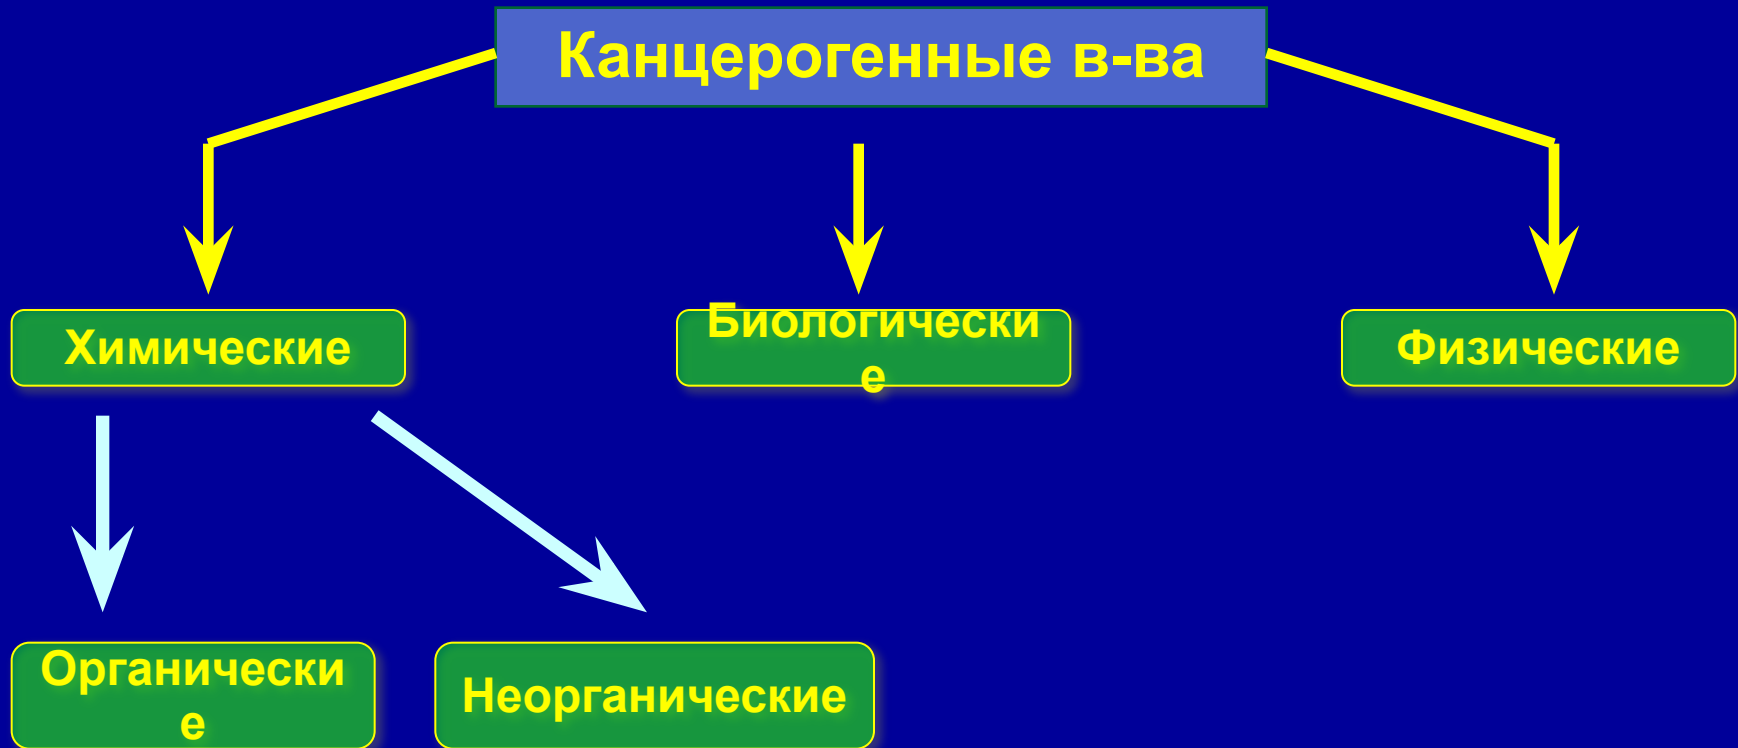 Канцерогенные в-ва
Химические
Биологически
е
Физические
Органически
е
Неорганические